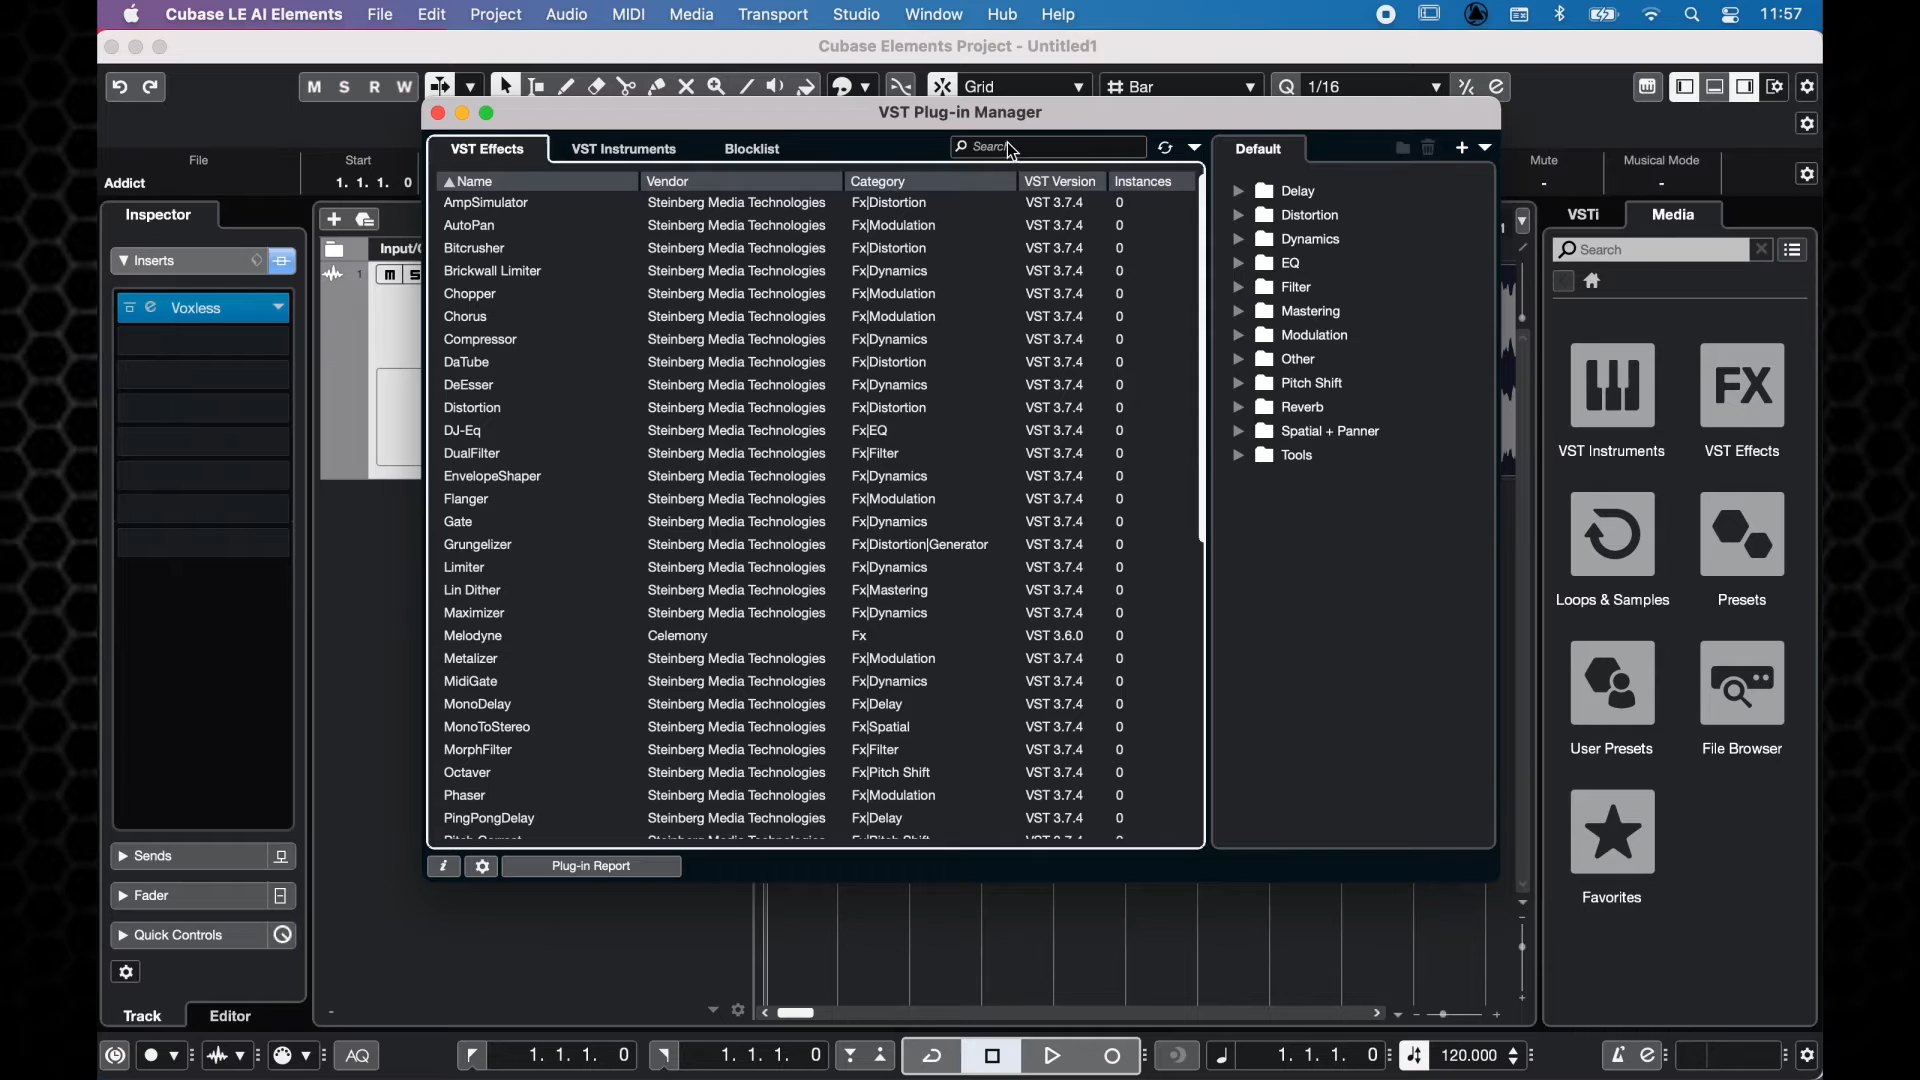 Cubase LE AI Elements File Edit Project Audio MIDI Media Transport Studio Window Hub Help 11:57
Cubase Elements Project - Untitled1
M S R W Grid Bar Q 1/16
VST Plug-in Manager
VST Effects VST Instruments Blocklist Search Default
File Start Mute Musical Mode
Addict 1. 1. 1. 0 - -
Inspector VSTi Media
Name Vendor Category VST Version Instances
AmpSimulator Steinberg Media Technologies Fx|Distortion VST 3.7.4 0
AutoPan Steinberg Media Technologies Fx|Modulation VST 3.7.4 0
Bitcrusher Steinberg Media Technologies Fx|Distortion VST 3.7.4 0
Brickwall Limiter Steinberg Media Technologies Fx|Dynamics VST 3.7.4 0
Chopper Steinberg Media Technologies Fx|Modulation VST 3.7.4 0
Chorus Steinberg Media Technologies Fx|Modulation VST 3.7.4 0
Compressor Steinberg Media Technologies Fx|Dynamics VST 3.7.4 0
DaTube Steinberg Media Technologies Fx|Distortion VST 3.7.4 0
DeEsser Steinberg Media Technologies Fx|Dynamics VST 3.7.4 0
Distortion Steinberg Media Technologies Fx|Distortion VST 3.7.4 0
DJ-Eq Steinberg Media Technologies Fx|EQ VST 3.7.4 0
DualFilter Steinberg Media Technologies Fx|Filter VST 3.7.4 0
EnvelopeShaper Steinberg Media Technologies Fx|Dynamics VST 3.7.4 0
Flanger Steinberg Media Technologies Fx|Modulation VST 3.7.4 0
Gate Steinberg Media Technologies Fx|Dynamics VST 3.7.4 0
Grungelizer Steinberg Media Technologies Fx|Distortion|Generator VST 3.7.4 0
Limiter Steinberg Media Technologies Fx|Dynamics VST 3.7.4 0
Lin Dither Steinberg Media Technologies Fx|Mastering VST 3.7.4 0
Maximizer Steinberg Media Technologies Fx|Dynamics VST 3.7.4 0
Melodyne Celemony Fx VST 3.6.0 0
Metalizer Steinberg Media Technologies Fx|Modulation VST 3.7.4 0
MidiGate Steinberg Media Technologies Fx|Dynamics VST 3.7.4 0
MonoDelay Steinberg Media Technologies Fx|Delay VST 3.7.4 0
MonoToStereo Steinberg Media Technologies Fx|Spatial VST 3.7.4 0
MorphFilter Steinberg Media Technologies Fx|Filter VST 3.7.4 0
Octaver Steinberg Media Technologies Fx|Pitch Shift VST 3.7.4 0
Phaser Steinberg Media Technologies Fx|Modulation VST 3.7.4 0
PingPongDelay Steinberg Media Technologies Fx|Delay VST 3.7.4 0
Delay
Distortion
Dynamics
EQ
Filter
Mastering
Modulation
Other
Pitch Shift
Reverb
Spatial + Panner
Tools
i Plug-in Report
Inserts
Voxless
Input/
1 m S
Sends
Fader
Quick Controls
Track Editor
Search
FX
VST Instruments VST Effects
Loops & Samples Presets
User Presets File Browser
Favorites
AQ 1. 1. 1. 0 1. 1. 1. 0 1. 1. 1. 0 120.000